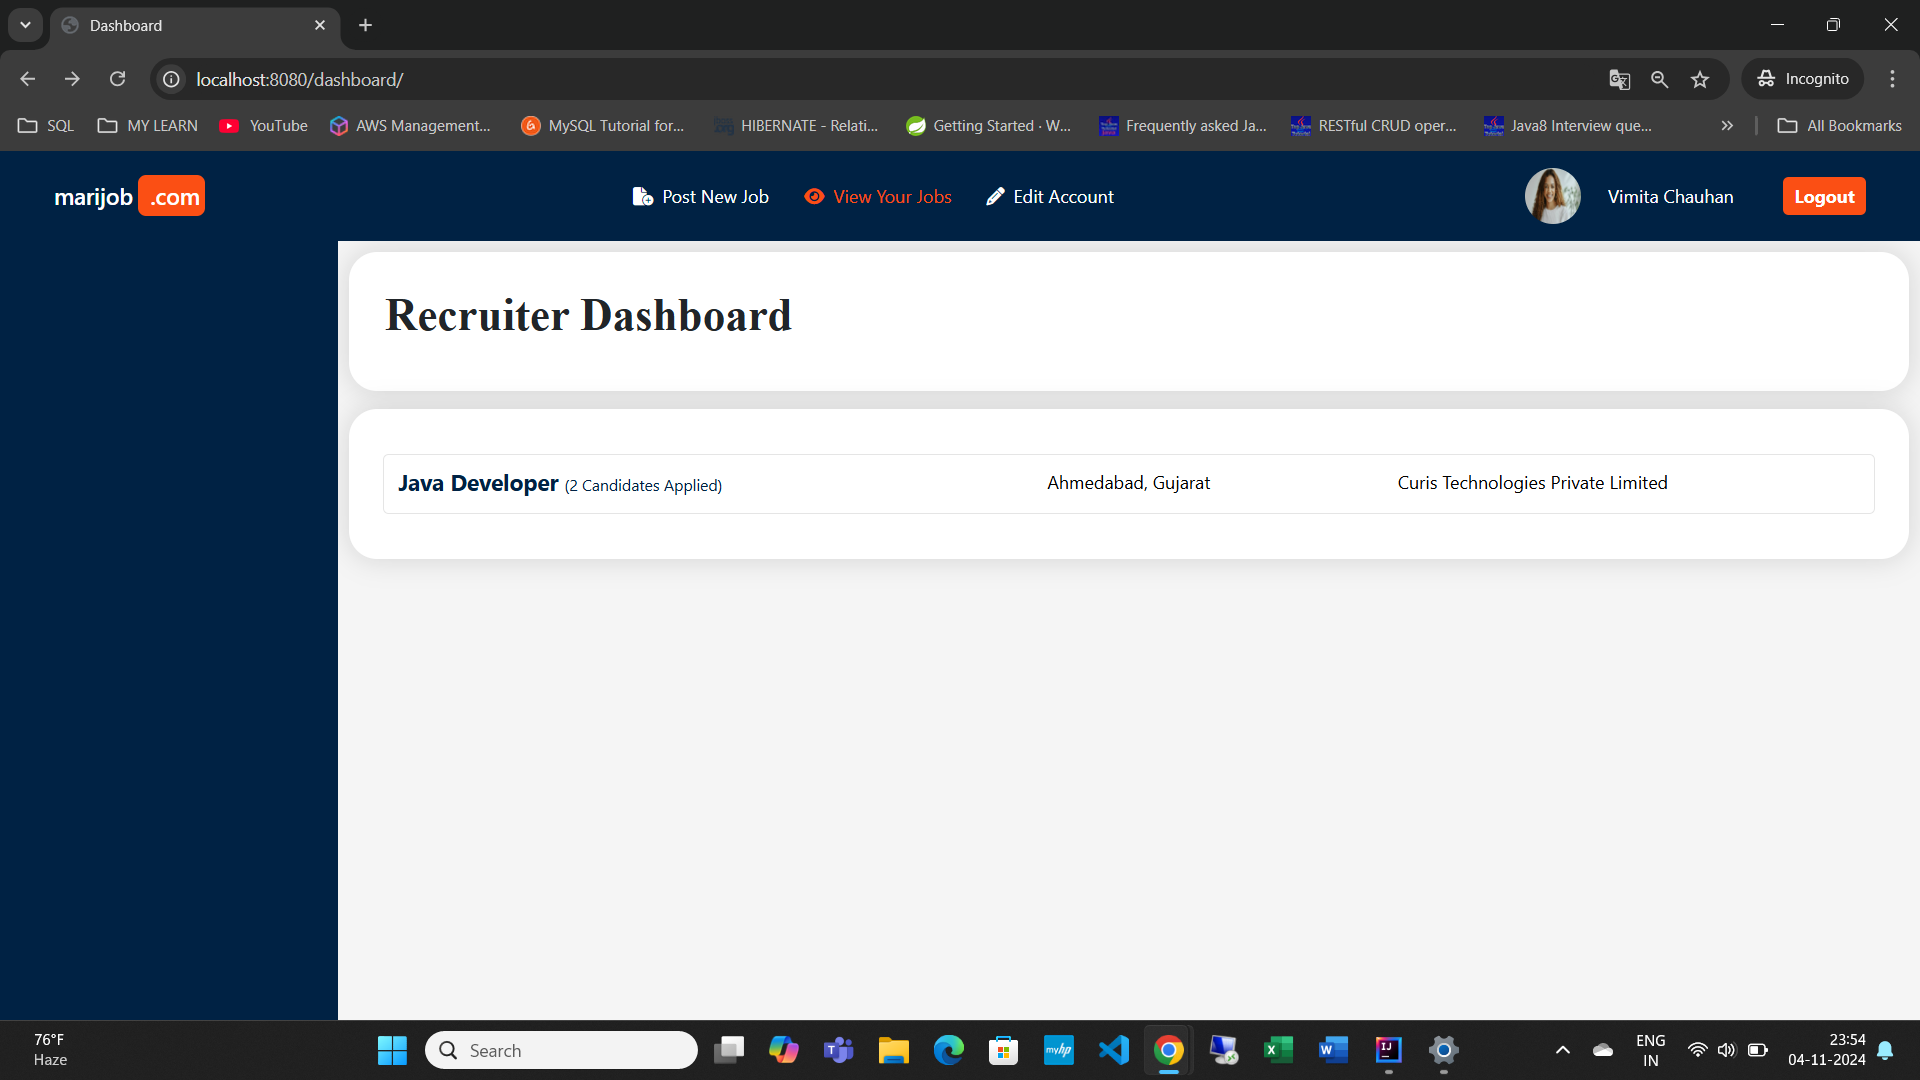 Dashboard
localhost:8080/dashboard/
Incognito
SQL
MY LEARN
YouTube
AWS Management...
MySQL Tutorial for...
HIBERNATE - Relati...
Getting Started · W...
Frequently asked Ja...
RESTful CRUD oper...
Java8 Interview que...
All Bookmarks
marijob .com
Post New Job
View Your Jobs
Edit Account
Vimita Chauhan
Logout
Recruiter Dashboard
Java Developer (2 Candidates Applied)
Ahmedabad, Gujarat
Curis Technologies Private Limited
76°F
Haze
Search
myhp
ENG
IN
23:54
04-11-2024